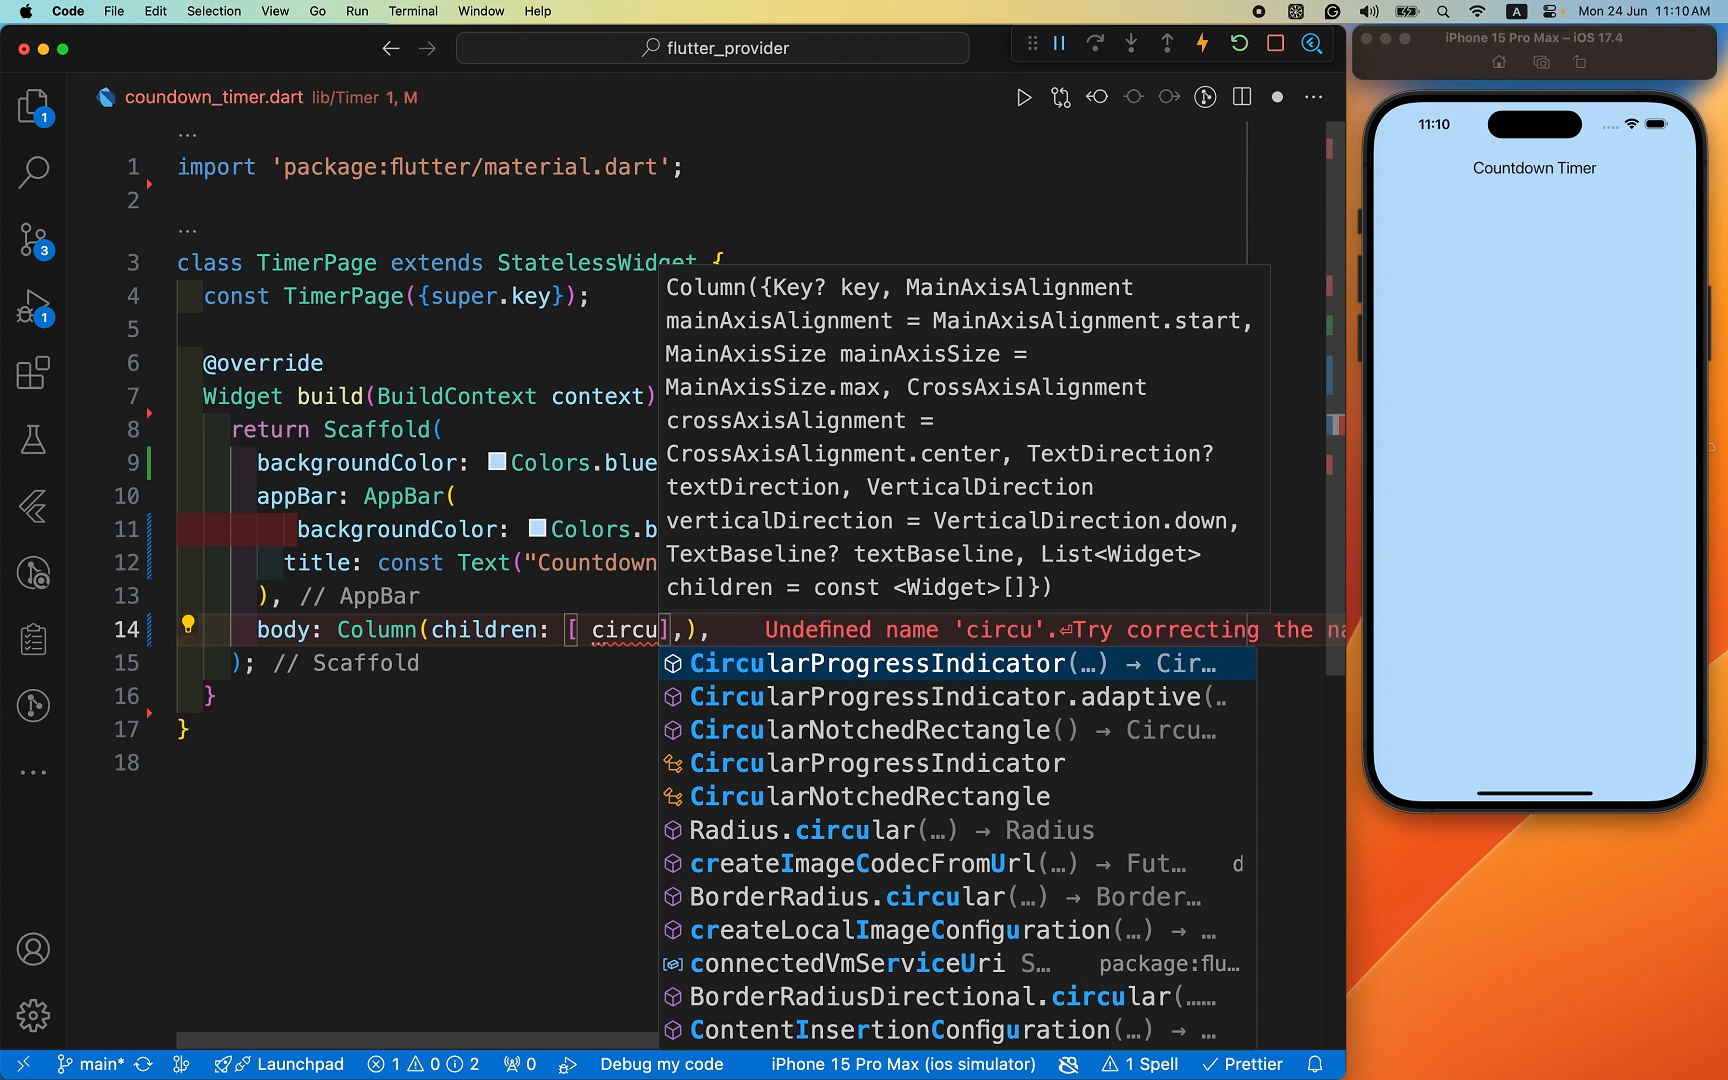 Code File Edit Selection View Go Run Terminal Window Help
A Mon 24 Jun 11:10 AM
flutter_provider
iPhone 15 Pro Max – iOS 17.4
coundown_timer.dart lib/Timer 1, M
11:10
Countdown Timer
...
1 import 'package:flutter/material.dart';
2
...
3 class TimerPage extends StatelessWidget {
4 const TimerPage({super.key});
5
6 @override
7 Widget build(BuildContext context)
8 return Scaffold(
9 backgroundColor: Colors.blue
10 appBar: AppBar(
11 backgroundColor: Colors.b
12 title: const Text("Countdown
13 ), // AppBar
14 body: Column(children: [ circu],), Undefined name 'circu'.⏎Try correcting the na
15 ); // Scaffold
16 }
17 }
18
Column({Key? key, MainAxisAlignment
mainAxisAlignment = MainAxisAlignment.start,
MainAxisSize mainAxisSize =
MainAxisSize.max, CrossAxisAlignment
crossAxisAlignment =
CrossAxisAlignment.center, TextDirection?
textDirection, VerticalDirection
verticalDirection = VerticalDirection.down,
TextBaseline? textBaseline, List<Widget>
children = const <Widget>[]})
CircularProgressIndicator(…) → Cir…
CircularProgressIndicator.adaptive(…
CircularNotchedRectangle() → Circu…
CircularProgressIndicator
CircularNotchedRectangle
Radius.circular(…) → Radius
createImageCodecFromUrl(…) → Fut… d
BorderRadius.circular(…) → Border…
createLocalImageConfiguration(…) → …
connectedVmServiceUri S… package:flu…
BorderRadiusDirectional.circular(……
ContentInsertionConfiguration(…) → …
1
3
1
main* Launchpad 1 0 2 0 Debug my code iPhone 15 Pro Max (ios simulator) 1 Spell Prettier